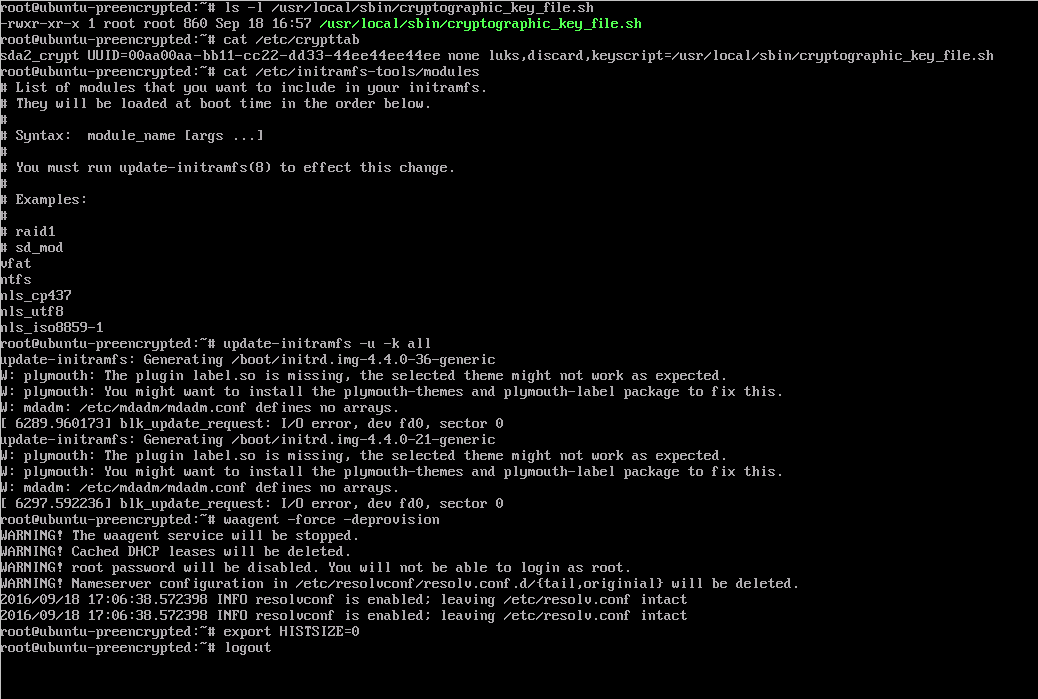 root@ubuntu-preencrypted:~# ls -l /usr/local/sbin/cryptographic_key_file.sh
-rwxr-xr-x 1 root root 860 Sep 18 16:57 /usr/local/sbin/cryptographic_key_file.sh
root@ubuntu-preencrypted:~# cat /etc/crypttab
sda2_crypt UUID=00aa00aa-bb11-cc22-dd33-44ee44ee44ee none luks,discard,keyscript=/usr/local/sbin/cryptographic_key_file.sh
root@ubuntu-preencrypted:~# cat /etc/initramfs-tools/modules
# List of modules that you want to include in your initramfs.
# They will be loaded at boot time in the order below.
#
# Syntax:  module_name [args ...]
#
# You must run update-initramfs(8) to effect this change.
#
# Examples:
#
# raid1
# sd_mod
vfat
ntfs
nls_cp437
nls_utf8
nls_iso8859-1
root@ubuntu-preencrypted:~# update-initramfs -u -k all
update-initramfs: Generating /boot/initrd.img-4.4.0-36-generic
W: plymouth: The plugin label.so is missing, the selected theme might not work as expected.
W: plymouth: You might want to install the plymouth-themes and plymouth-label package to fix this.
W: mdadm: /etc/mdadm/mdadm.conf defines no arrays.
[ 6289.960173] blk_update_request: I/O error, dev fd0, sector 0
update-initramfs: Generating /boot/initrd.img-4.4.0-21-generic
W: plymouth: The plugin label.so is missing, the selected theme might not work as expected.
W: plymouth: You might want to install the plymouth-themes and plymouth-label package to fix this.
W: mdadm: /etc/mdadm/mdadm.conf defines no arrays.
[ 6297.592236] blk_update_request: I/O error, dev fd0, sector 0
root@ubuntu-preencrypted:~# waagent -force -deprovision
WARNING! The waagent service will be stopped.
WARNING! Cached DHCP leases will be deleted.
WARNING! root password will be disabled. You will not be able to login as root.
WARNING! Nameserver configuration in /etc/resolvconf/resolv.conf.d/{tail,originial} will be deleted.
2016/09/18 17:06:38.572398 INFO resolvconf is enabled; leaving /etc/resolv.conf intact
2016/09/18 17:06:38.572398 INFO resolvconf is enabled; leaving /etc/resolv.conf intact
root@ubuntu-preencrypted:~# export HISTSIZE=0
root@ubuntu-preencrypted:~# logout